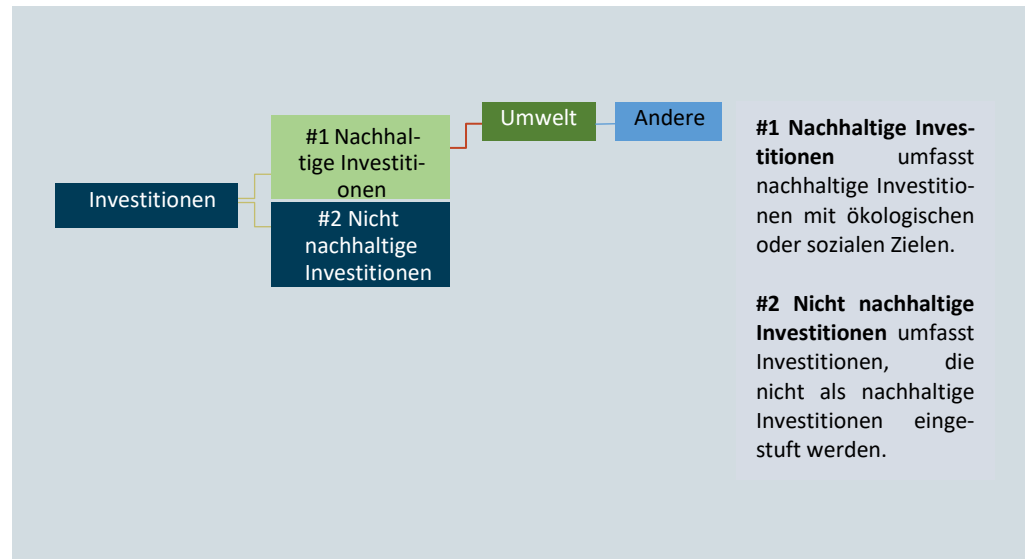 Investitionen
#1 Nachhal-
tige Investiti-
onen
#2 Nicht
nachhaltige
Investitionen
Umwelt
Andere
#1 Nachhaltige Inves-
titionen umfasst
nachhaltige Investitio-
nen mit ökologischen
oder sozialen Zielen.
#2 Nicht nachhaltige
Investitionen umfasst
Investitionen, die
nicht als nachhaltige
Investitionen einge-
stuft werden.